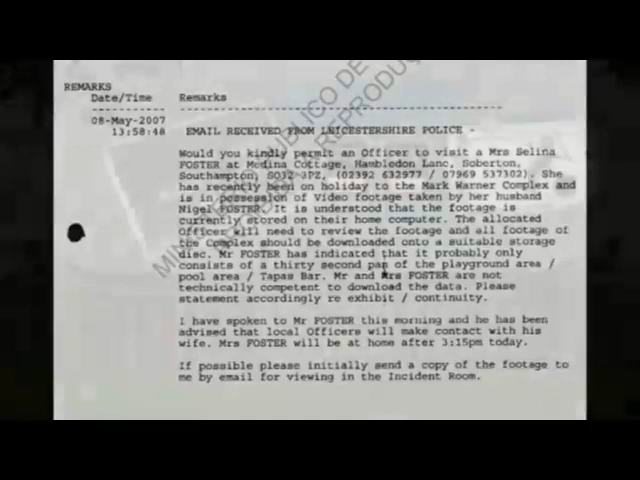 REMARKS
Date/Time Remarks
08-May-2007
13:58:48 EMAIL RECEIVED FROM LEICESTERSHIRE POLICE -
Would you kindly permit an Officer to visit a Mrs Selina
FOSTER at Medina Cottage, Hambledon Lane, Soberton,
Southampton, SO32 3PZ, (02392 632977 / 07969 537302). She
has recently been on holiday to the Mark Warner Complex and
is in possession of Video footage taken by her husband
Nigel FOSTER. It is understood that the footage is
currently stored on their home computer. The allocated
Officer will need to review the footage and all footage of
the Complex should be downloaded onto a suitable storage
disc. Mr FOSTER has indicated that it probably only
consists of a thirty second pan of the playground area /
pool area / Tapas Bar. Mr and Mrs FOSTER are not
technically competent to download the data. Please
statement accordingly re exhibit / continuity.
I have spoken to Mr FOSTER this morning and he has been
advised that local Officers will make contact with his
wife. Mrs FOSTER will be at home after 3:15pm today.
If possible please initially send a copy of the footage to
me by email for viewing in the Incident Room.